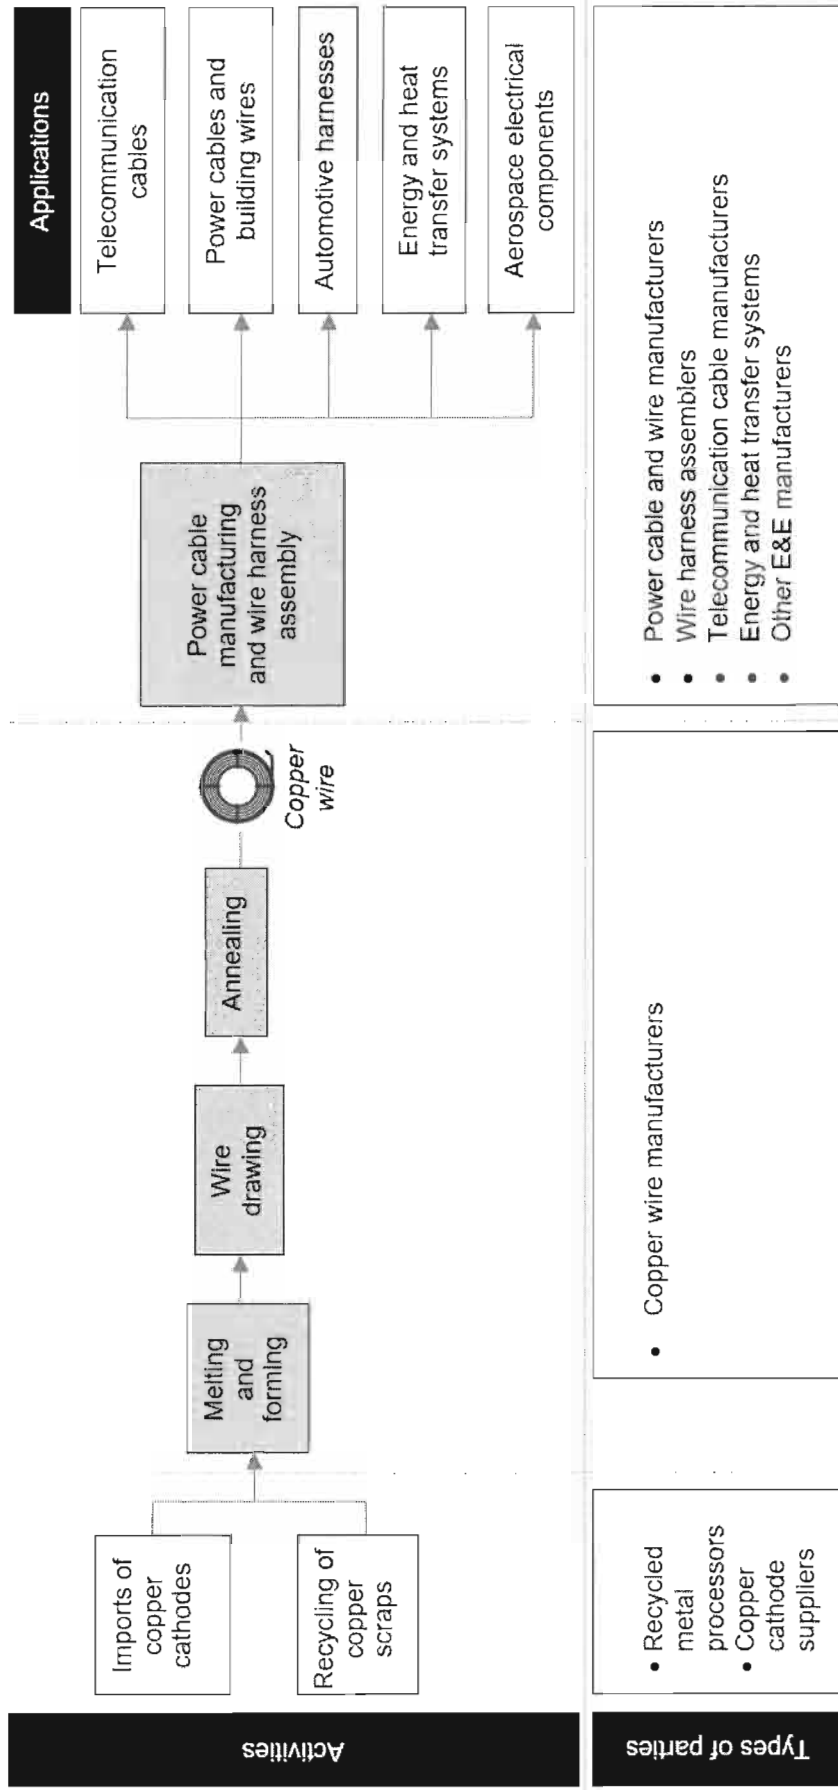 Applications
Activities
Imports of
copper
cathodes
Recycling of
copper
scraps
Melting
and
forming
Wire
drawing
Annealing
Copper
wire
Power cable
manufacturing
and wire harness
assembly
Telecommunication
cables
Power cables and
building wires
Automotive harnesses
Energy and heat
transfer systems
Aerospace electrical
components
Types of parties
• Recycled
metal
processors
• Copper
cathode
suppliers
• Copper wire manufacturers
• Power cable and wire manufacturers
• Wire harness assemblers
• Telecommunication cable manufacturers
• Energy and heat transfer systems
• Other E&E manufacturers